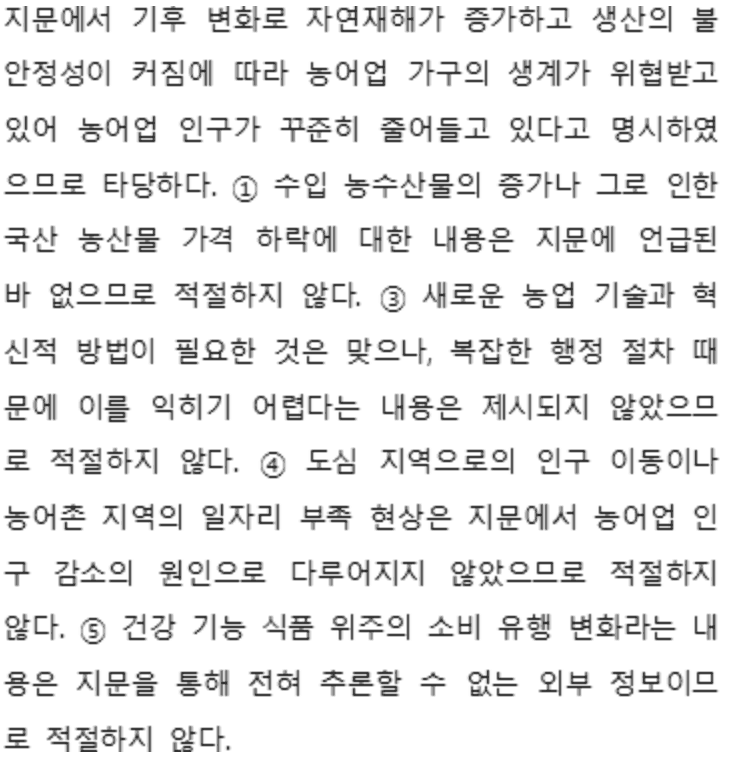 지문에서 기후 변화로 자연재해가 증가하고 생산의 불
안정성이 커짐에 따라 농어업 가구의 생계가 위협받고
있어 농어업 인구가 꾸준히 줄어들고 있다고 명시하였
으므로 타당하다. ① 수입 농수산물의 증가나 그로 인한
국산 농산물 가격 하락에 대한 내용은 지문에 언급된
바 없으므로 적절하지 않다. ③ 새로운 농업 기술과 혁
신적 방법이 필요한 것은 맞으나, 복잡한 행정 절차 때
문에 이를 익히기 어렵다는 내용은 제시되지 않았으므
로 적절하지 않다. ④ 도심 지역으로의 인구 이동이나
농어촌 지역의 일자리 부족 현상은 지문에서 농어업 인
구 감소의 원인으로 다루어지지 않았으므로 적절하지
않다. ⑤ 건강 기능 식품 위주의 소비 유행 변화라는 내
용은 지문을 통해 전혀 추론할 수 없는 외부 정보이므
로 적절하지 않다.